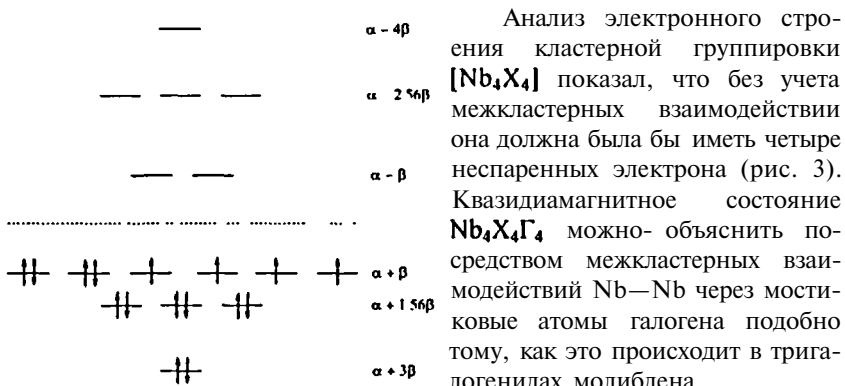 α – 4β
α   2 56β
α – β
α + β
α + 1 56β
α + 3β
Анализ электронного стро-
ения кластерной группировки
[Nb₄X₄] показал, что без учета
межкластерных взаимодействии
она должна была бы иметь четыре
неспаренных электрона (рис. 3).
Квазидиамагнитное состояние
Nb₄X₄Г₄ можно- объяснить по-
средством межкластерных взаи-
модействий Nb—Nb через мости-
ковые атомы галогена подобно
тому, как это происходит в трига-
логенидах молибдена